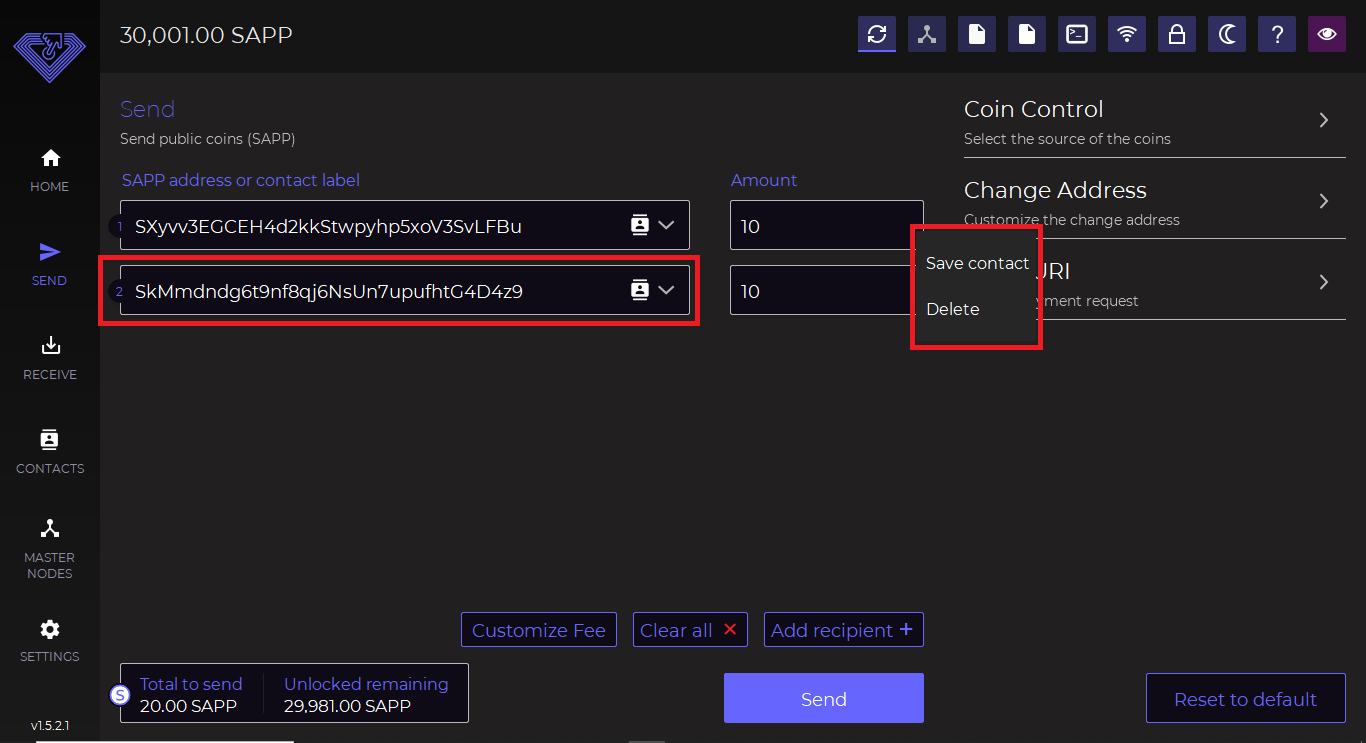 30,001.00 SAPP
HOME
SEND
RECEIVE
CONTACTS
MASTER
NODES
SETTINGS
v1.5.2.1
Send
Send public coins (SAPP)
SAPP address or contact label
Amount
1 SXyvv3EGCEH4d2kkStwpyhp5xoV3SvLFBu
10
2 SkMmdndg6t9nf8qj6NsUn7upufhtG4D4z9
10
Save contact
Delete
Coin Control
Select the source of the coins
Change Address
Customize the change address
URI
yment request
Customize Fee
Clear all
Add recipient +
S
Total to send
20.00 SAPP
Unlocked remaining
29,981.00 SAPP
Send
Reset to default